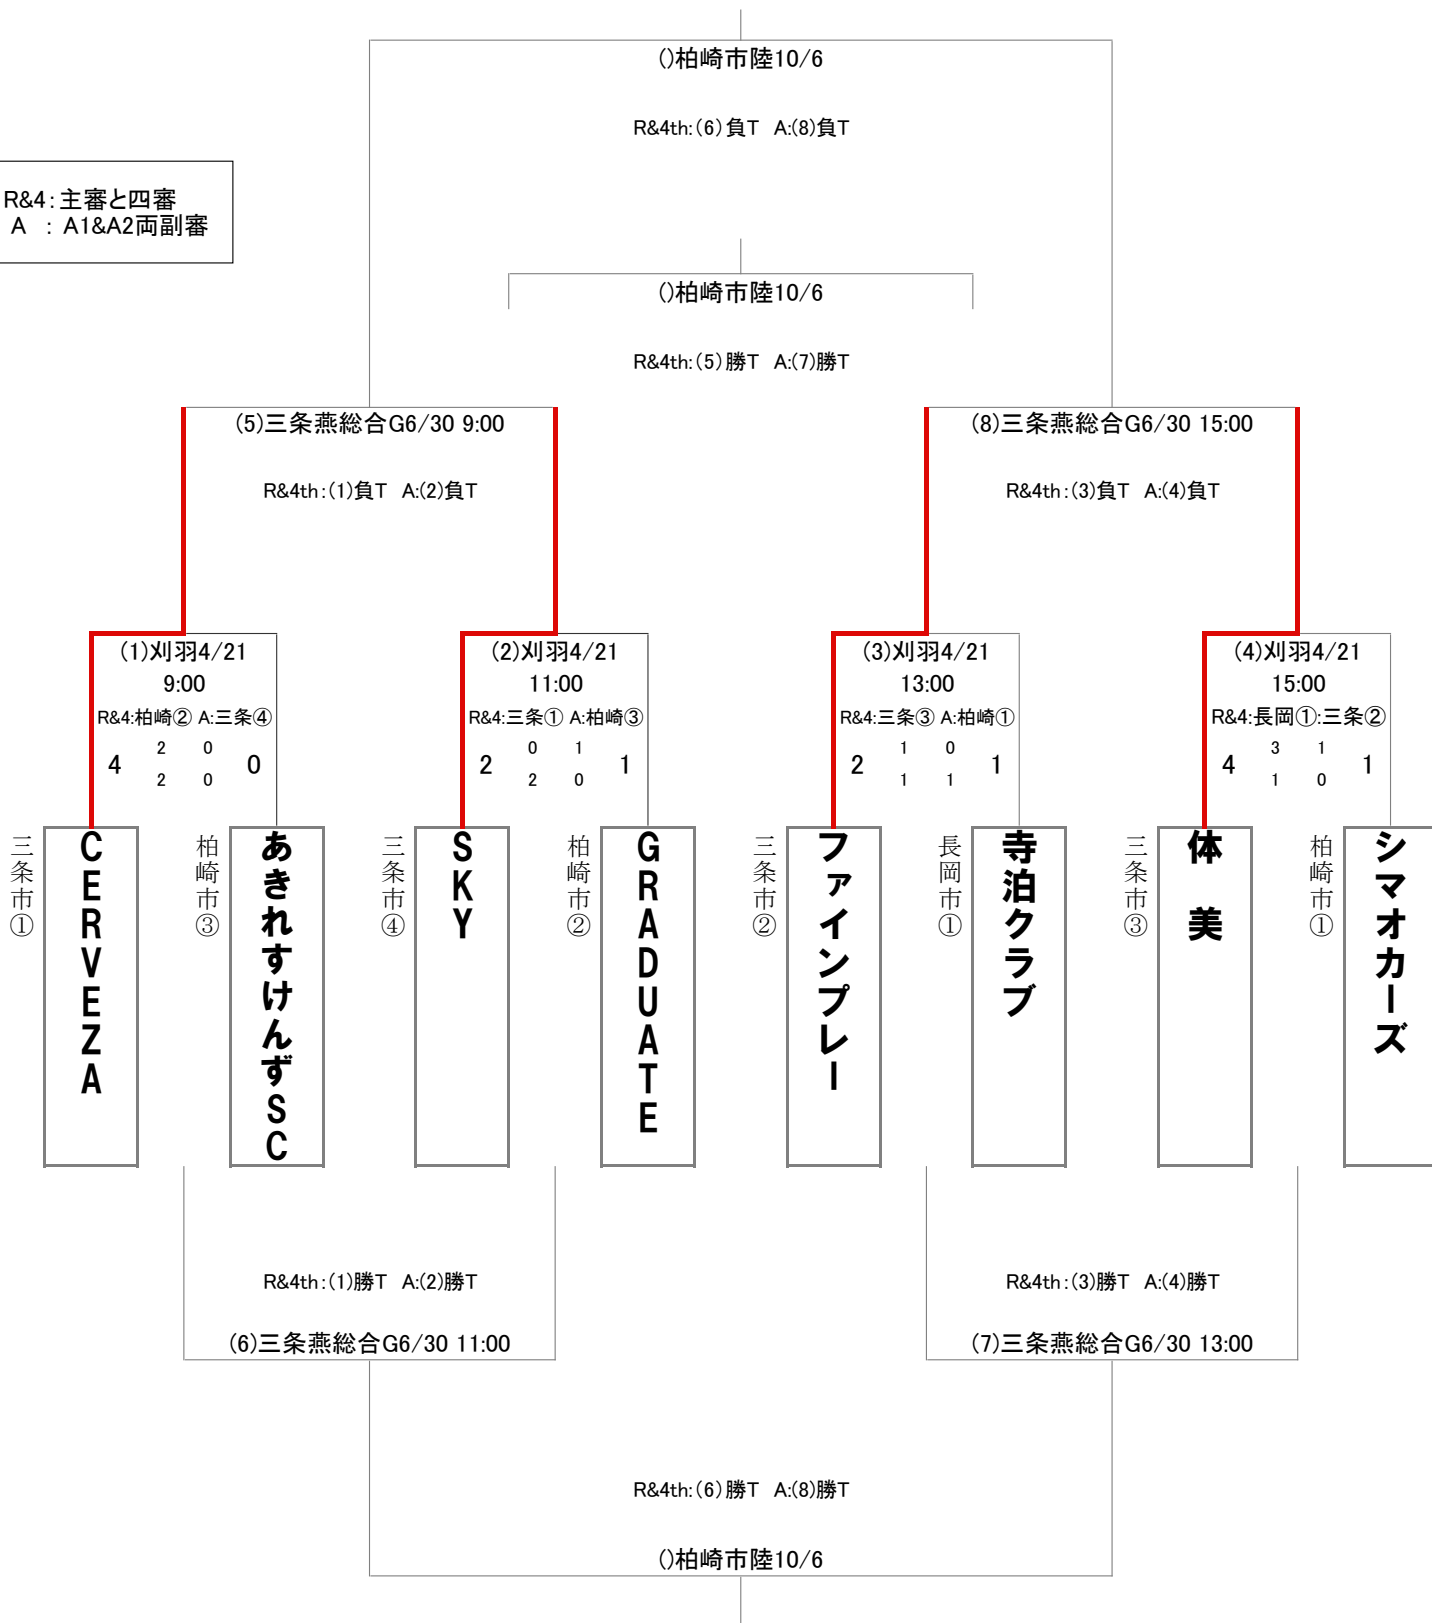 ()柏崎市陸10/6
R&4th:(6)負T A:(8)負T
R&4:主審と四審
A : A1&A2両副審
()柏崎市陸10/6
R&4th:(5)勝T A:(7)勝T
(5)三条燕総合G6/30 9:00
(8)三条燕総合G6/30 15:00
R&4th:(1)負T A:(2)負T
R&4th:(3)負T A:(4)負T
(1)刈羽4/21
9:00
R&4:柏崎② A:三条④
2 0
4 0
2 0
(2)刈羽4/21
11:00
R&4:三条① A:柏崎③
0 1
2 1
2 0
(3)刈羽4/21
13:00
R&4:三条③ A:柏崎①
1 0
2 1
1 1
(4)刈羽4/21
15:00
R&4:長岡①:三条②
3 1
4 1
1 0
三条市①
CERVEZA
柏崎市③
あきれすけんずSC
三条市④
SKY
柏崎市②
GRADUATE
三条市②
ファインプレー
長岡市①
寺泊クラブ
三条市③
体 美
柏崎市①
シマオカーズ
R&4th:(1)勝T A:(2)勝T
R&4th:(3)勝T A:(4)勝T
(6)三条燕総合G6/30 11:00
(7)三条燕総合G6/30 13:00
R&4th:(6)勝T A:(8)勝T
()柏崎市陸10/6